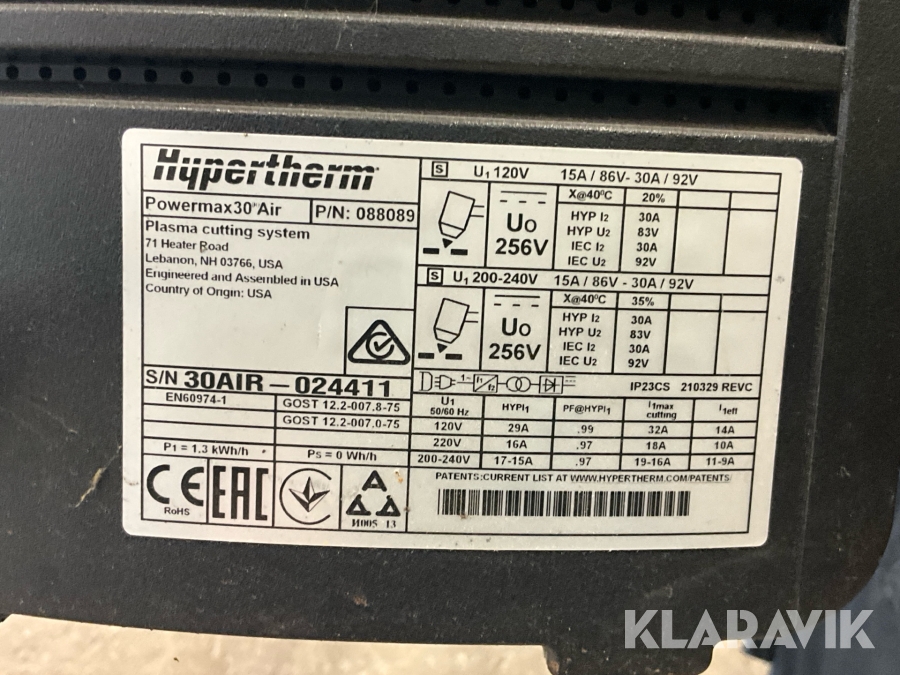 Hypertherm
Powermax30® Air P/N: 088089
Plasma cutting system
71 Heater Road
Lebanon, NH 03766, USA
Engineered and Assembled in USA
Country of Origin: USA
S/N 30AIR-024411
EN60974-1
GOST 12.2-007.8-75
GOST 12.2-007.0-75
P1 = 1.3 kWh/h Ps = 0 Wh/h
CE
RoHS
EAC
И005 13
S U1 120V 15A / 86V- 30A / 92V
U0
256V
X@40°C 20%
HYP I2 30A
HYP U2 83V
IEC I2 30A
IEC U2 92V
S U1 200-240V 15A / 86V - 30A / 92V
U0
256V
X@40°C 35%
HYP I2 30A
HYP U2 83V
IEC I2 30A
IEC U2 92V
1~ f1 f2 IP23CS 210329 REVC
U1 50/60 Hz HYPI1 PF@HYPI1 I1max cutting I1eff
120V 29A .99 32A 14A
220V 16A .97 18A 10A
200-240V 17-15A .97 19-16A 11-9A
PATENTS:CURRENT LIST AT WWW.HYPERTHERM.COM/PATENTS
KLARAVIK